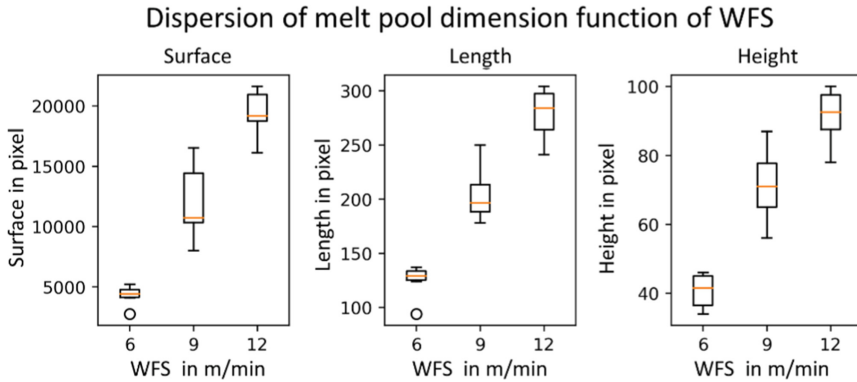 Dispersion of melt pool dimension function of WFS
Surface
Surface in pixel
20000
15000
10000
5000
6 9 12
WFS in m/min
Length
Length in pixel
300
250
200
150
100
6 9 12
WFS in m/min
Height
Height in pixel
100
80
60
40
6 9 12
WFS in m/min